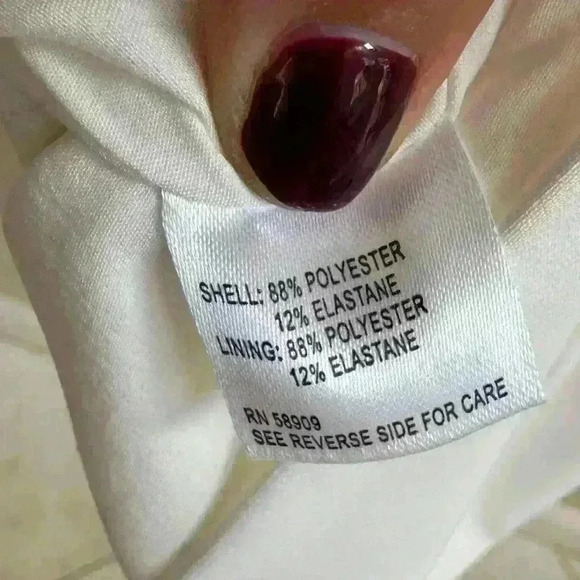 SHELL: 88% POLYESTER
12% ELASTANE
LINING: 88% POLYESTER
12% ELASTANE
RN 58909
SEE REVERSE SIDE FOR CARE